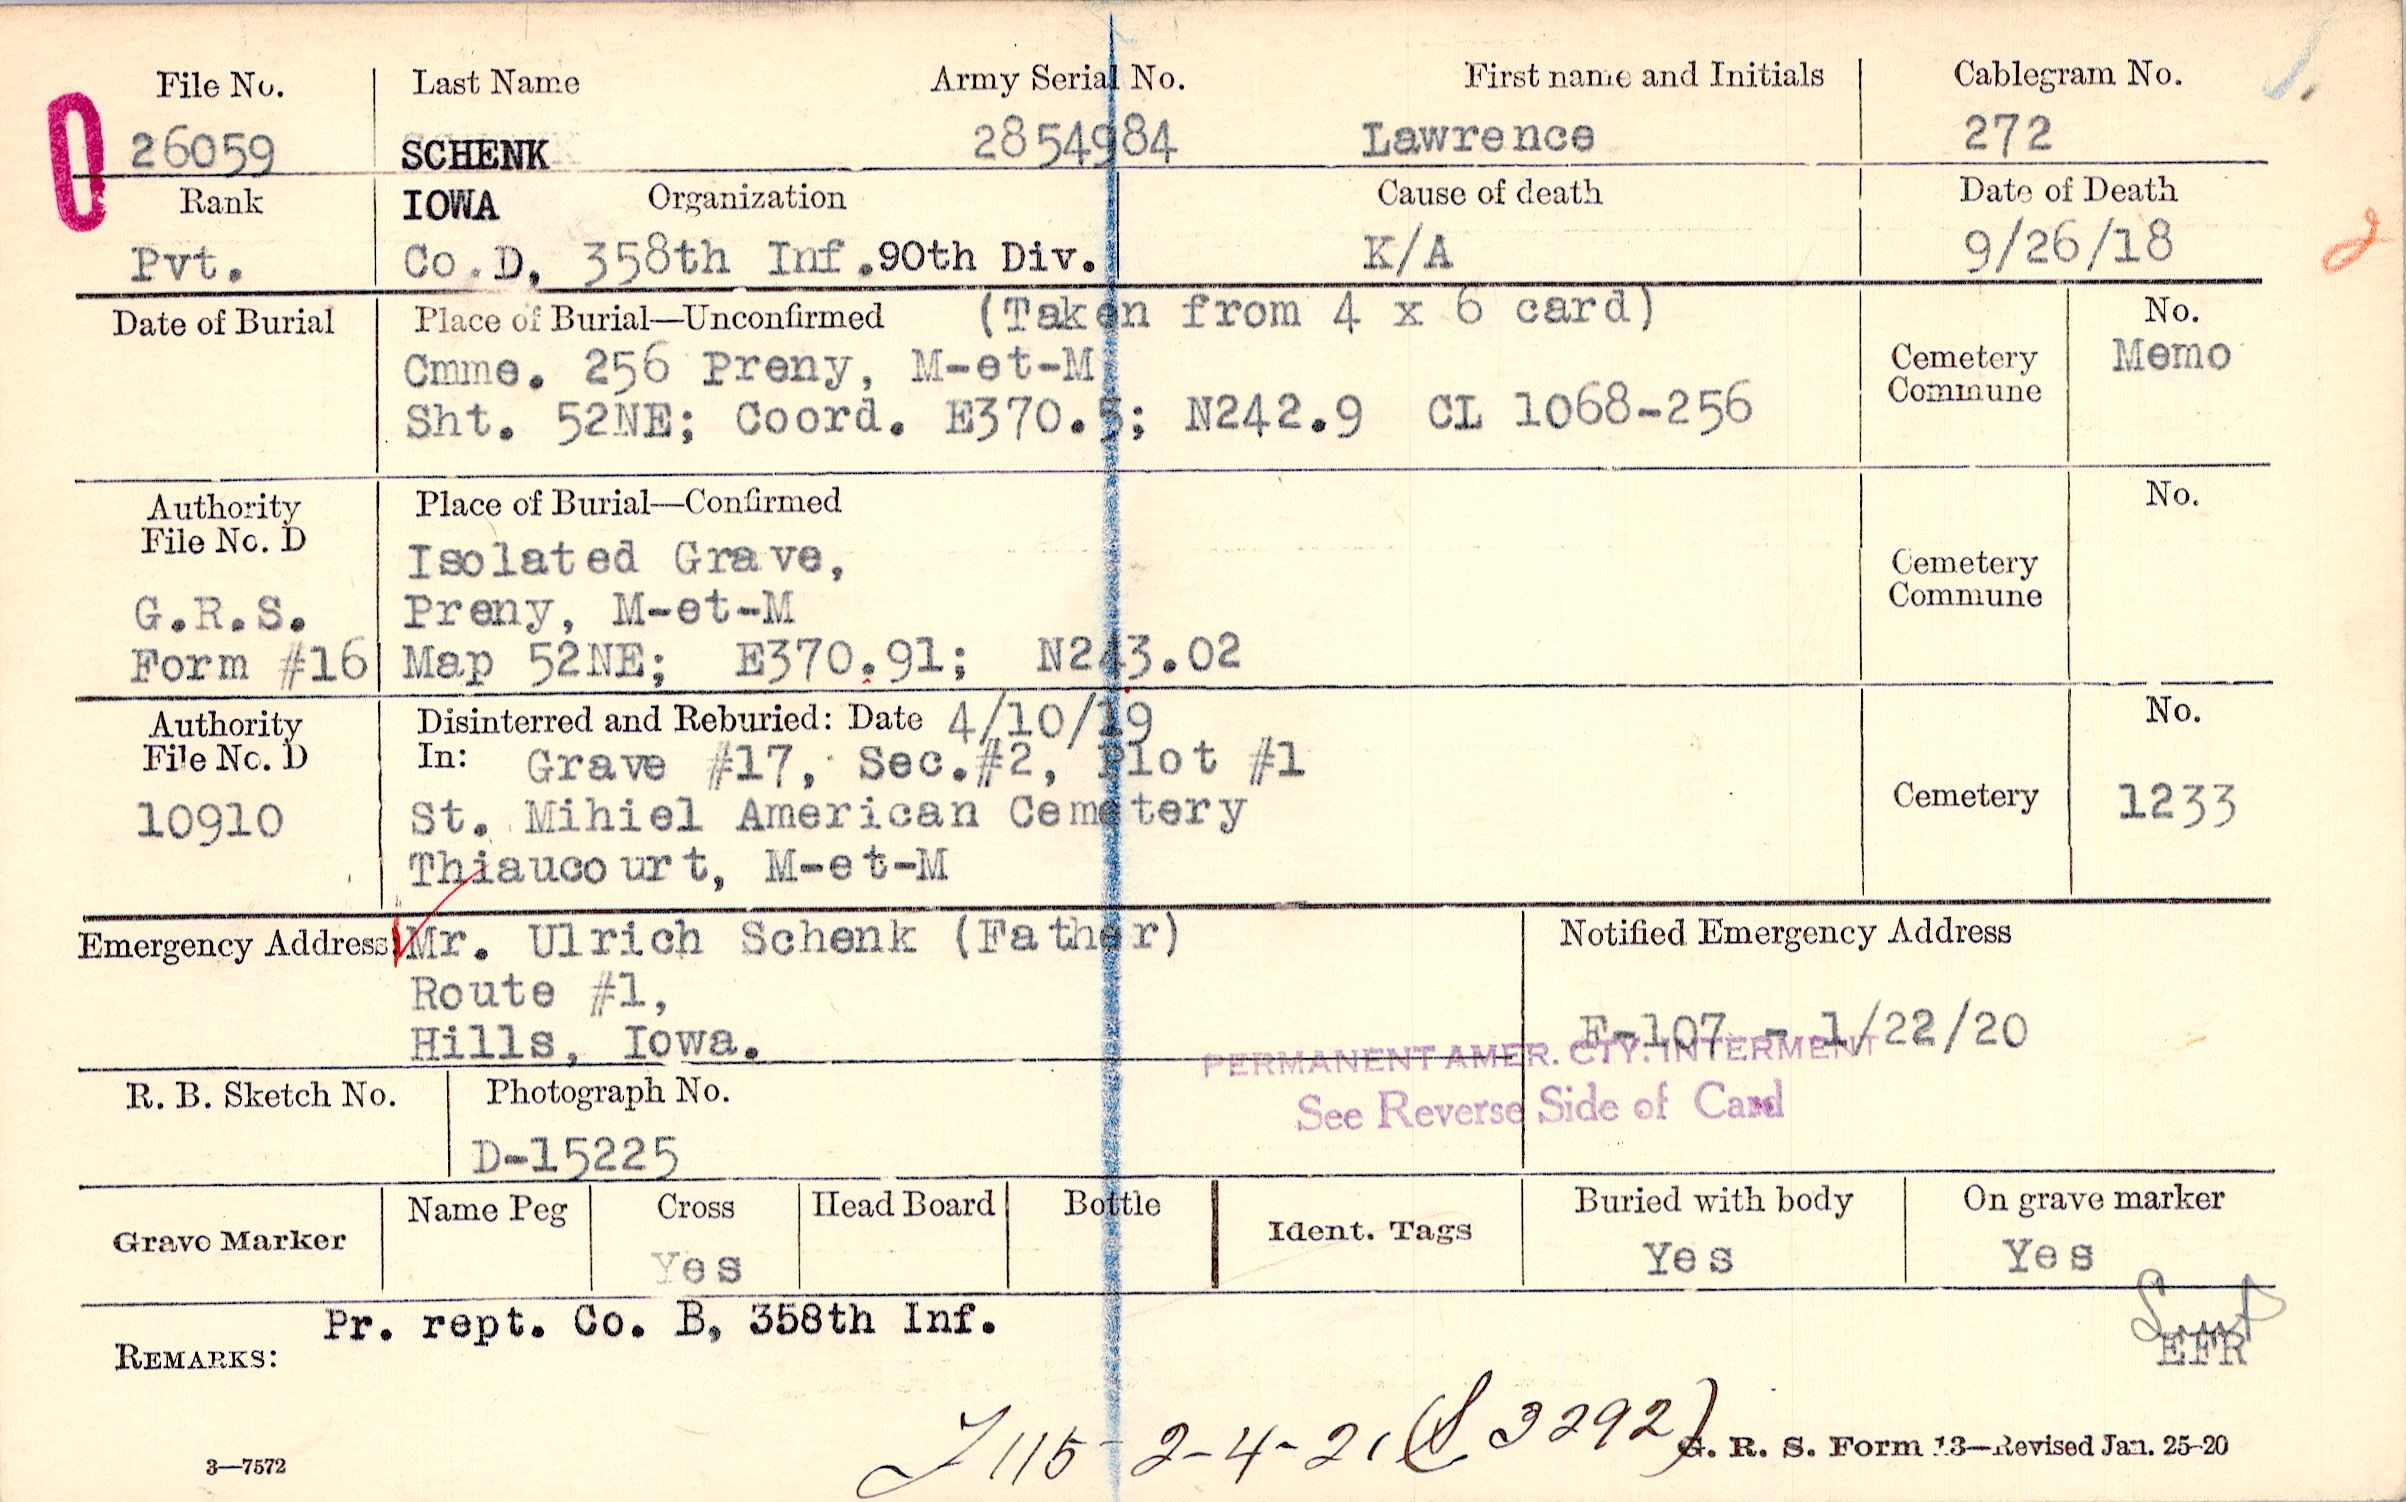 File No. Last Name Army Serial No. First name and Initials Cablegram No.
26059 SCHENK 2854984 Lawrence 272
Rank IOWA Organization Cause of death Date of Death
Pvt. Co.D, 358th Inf.90th Div. K/A 9/26/18
Date of Burial Place of Burial—Unconfirmed (Taken from 4 x 6 card) No.
Cmme. 256 Preny, M-et-M Cemetery Memo
Commune
Sht. 52NE; Coord. E370.5; N242.9 CL 1068-256
Authority Place of Burial—Confirmed No.
File No. D
Isolated Grave, Cemetery
Commune
G.R.S. Preny, M-et-M
Form #16 Map 52NE; E370.91; N243.02
Authority Disinterred and Reburied: Date 4/10/19 No.
File No. D In: Grave #17, Sec.#2, Plot #1
10910 St. Mihiel American Cemetery Cemetery 1233
Thiaucourt, M-et-M
Emergency Address: Mr. Ulrich Schenk (Father) Notified Emergency Address
Route #1,
Hills, Iowa. F-107 - 1/22/20
PERMANENT AMER. CTY. INTERMENT
R. B. Sketch No. Photograph No. See Reverse Side of Card
D-15225
Grave Marker Name Peg Cross Head Board Bottle Ident. Tags Buried with body On grave marker
Yes Yes Yes
Pr. rept. Co. B, 358th Inf.
REMARKS: EFR
115-2-4-21 3292)
3—7572 G. R. S. Form 13—Revised Jan. 25-20